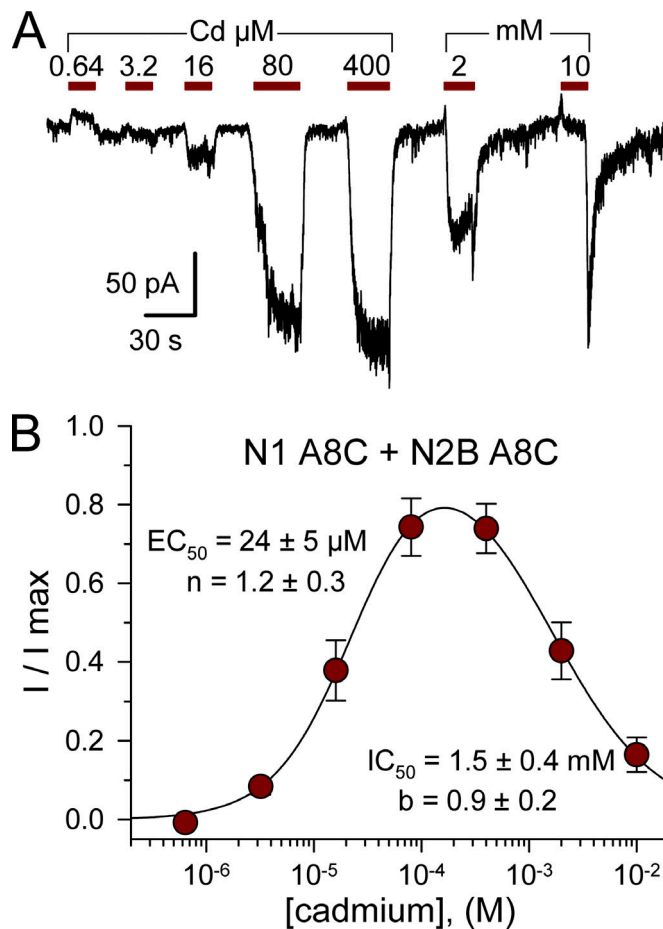 A
Cd µM
mM
0.64 3.2 16 80 400 2 10
50 pA
30 s
B
1.0
N1 A8C + N2B A8C
0.8
EC50 = 24 ± 5 µM
n = 1.2 ± 0.3
0.6
I / I max
0.4
0.2
IC50 = 1.5 ± 0.4 mM
b = 0.9 ± 0.2
0.0
10-6 10-5 10-4 10-3 10-2
[cadmium], (M)